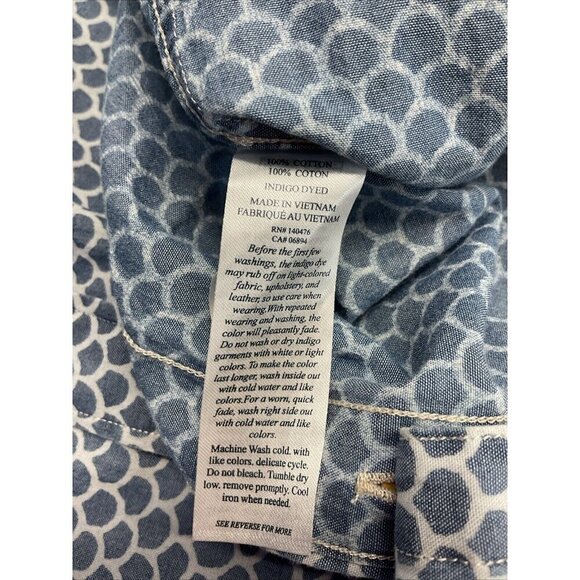 100% COTTON
100% COTON
INDIGO DYED
MADE IN VIETNAM
FABRIQUÉ AU VIETNAM
RN# 140476
CA# 06894
Before the first few
washings, the indigo dye
may rub off on light-colored
fabric, upholstery, and
leather, so use care when
wearing.With repeated
wearing and washing, the
color will pleasantly fade.
Do not wash or dry indigo
garments with white or light
colors. To make the color
last longer, wash inside out
with cold water and like
colors.For a worn, quick
fade, wash right side out
with cold water and like
colors.
Machine Wash cold. with
like colors, delicate cycle.
Do not bleach. Tumble dry
low. remove promptly. Cool
iron when needed.
SEE REVERSE FOR MORE